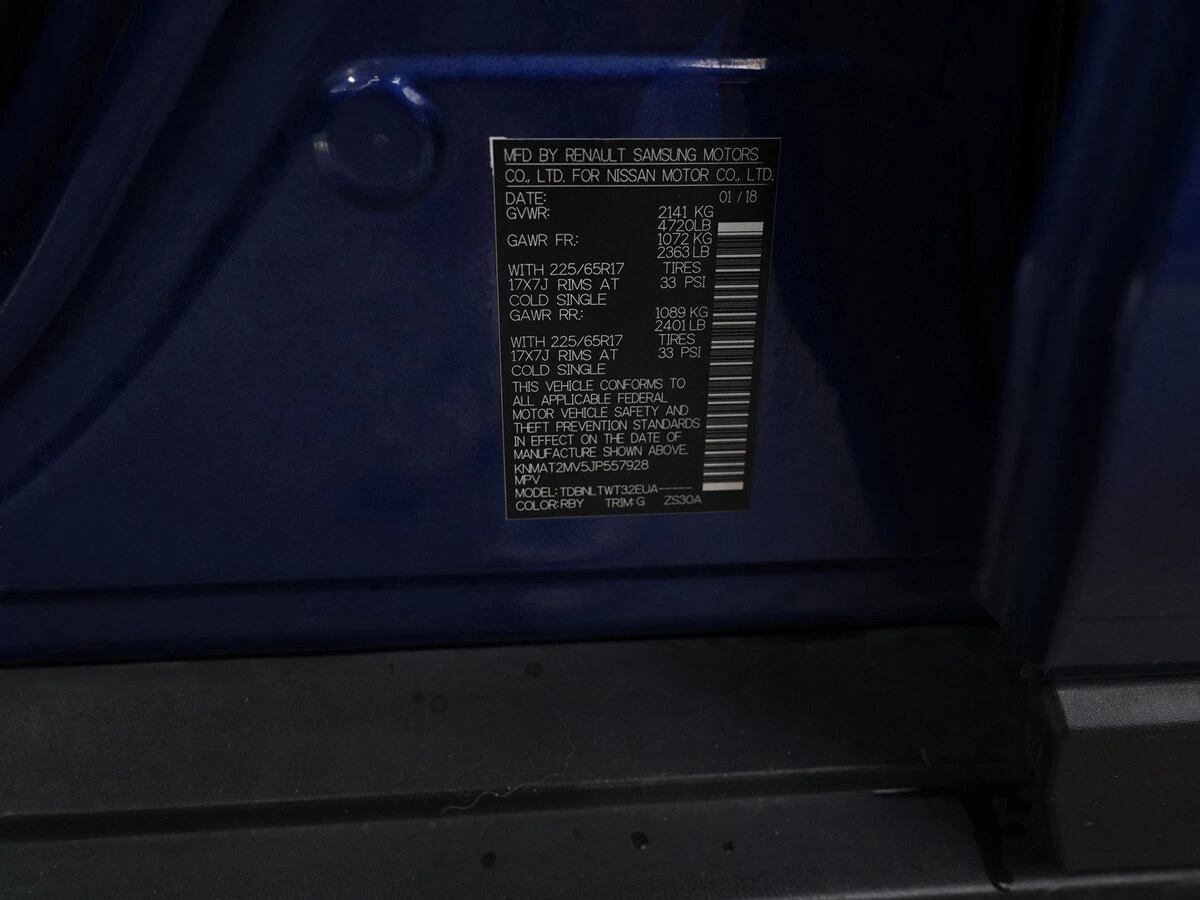 MFD BY RENAULT SAMSUNG MOTORS
CO., LTD. FOR NISSAN MOTOR CO., LTD.
DATE: 01 / 18
GVWR: 2141 KG
4720LB
GAWR FR.: 1072 KG
2363 LB
WITH 225/65R17 TIRES
17X7J RIMS AT 33 PSI
COLD SINGLE
GAWR RR.: 1089 KG
2401 LB
WITH 225/65R17 TIRES
17X7J RIMS AT 33 PSI
COLD SINGLE
THIS VEHICLE CONFORMS TO
ALL APPLICABLE FEDERAL
MOTOR VEHICLE SAFETY AND
THEFT PREVENTION STANDARDS
IN EFFECT ON THE DATE OF
MANUFACTURE SHOWN ABOVE.
KNMAT2MV5JP557928
MPV
MODEL: TDBNLTWT32EUA-----
COLOR: RBY TRIM: G ZS30A